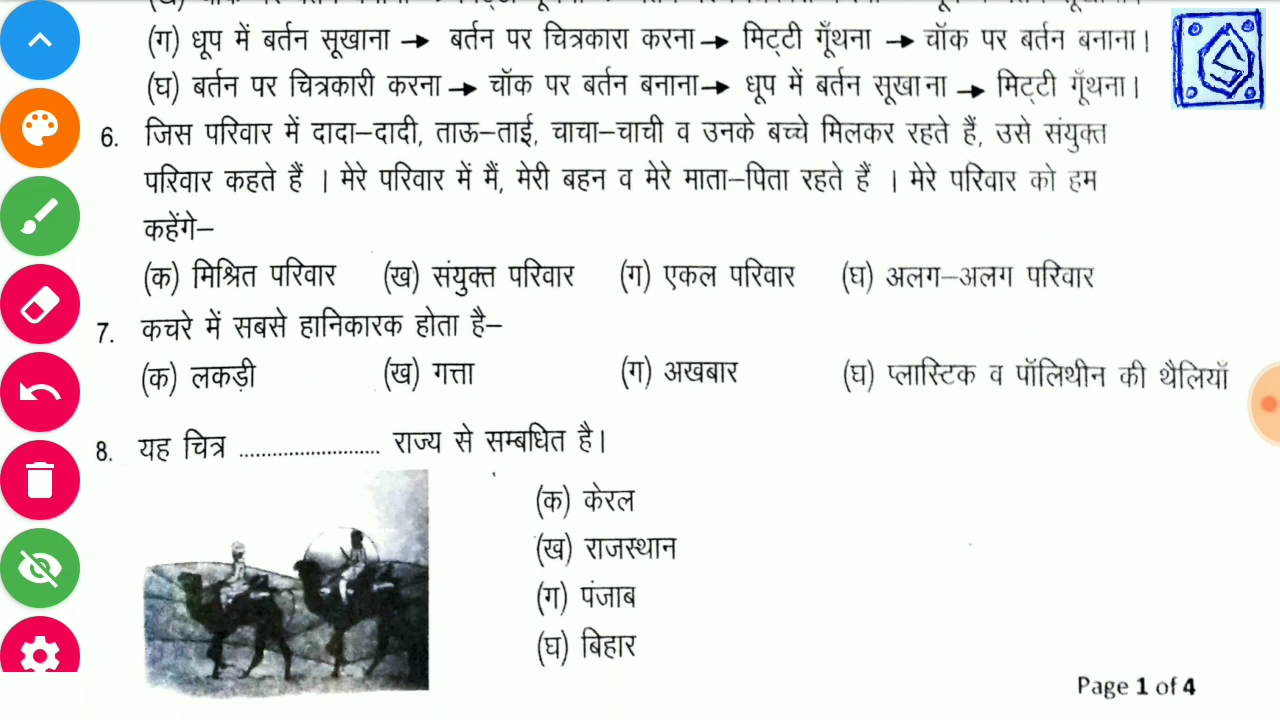 (ग) धूप में बर्तन सूखाना → बर्तन पर चित्रकारा करना → मिट्टी गूँथना → चॉक पर बर्तन बनाना।
(घ) बर्तन पर चित्रकारी करना → चॉक पर बर्तन बनाना → धूप में बर्तन सूखाना → मिट्टी गूँथना।
6. जिस परिवार में दादा–दादी, ताऊ–ताई, चाचा–चाची व उनके बच्चे मिलकर रहते हैं, उसे संयुक्त
परिवार कहते हैं । मेरे परिवार में मैं, मेरी बहन व मेरे माता–पिता रहते हैं । मेरे परिवार को हम
कहेंगे–
(क) मिश्रित परिवार (ख) संयुक्त परिवार (ग) एकल परिवार (घ) अलग–अलग परिवार
7. कचरे में सबसे हानिकारक होता है–
(क) लकड़ी (ख) गत्ता (ग) अखबार (घ) प्लास्टिक व पॉलिथीन की थैलियाँ
8. यह चित्र .......................... राज्य से सम्बधित है।
(क) केरल
(ख) राजस्थान
(ग) पंजाब
(घ) बिहार
Page 1 of 4